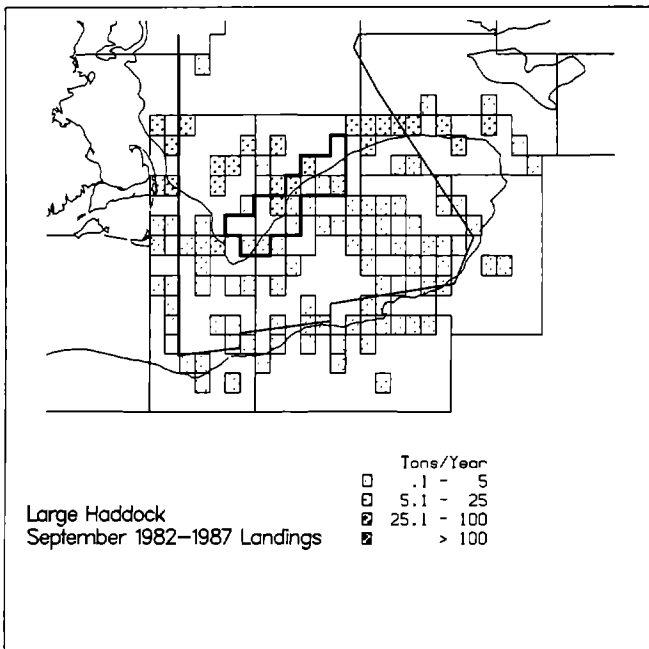 Tons/Year
.1 - 5
5.1 - 25
25.1 - 100
> 100
Large Haddock
September 1982-1987 Landings